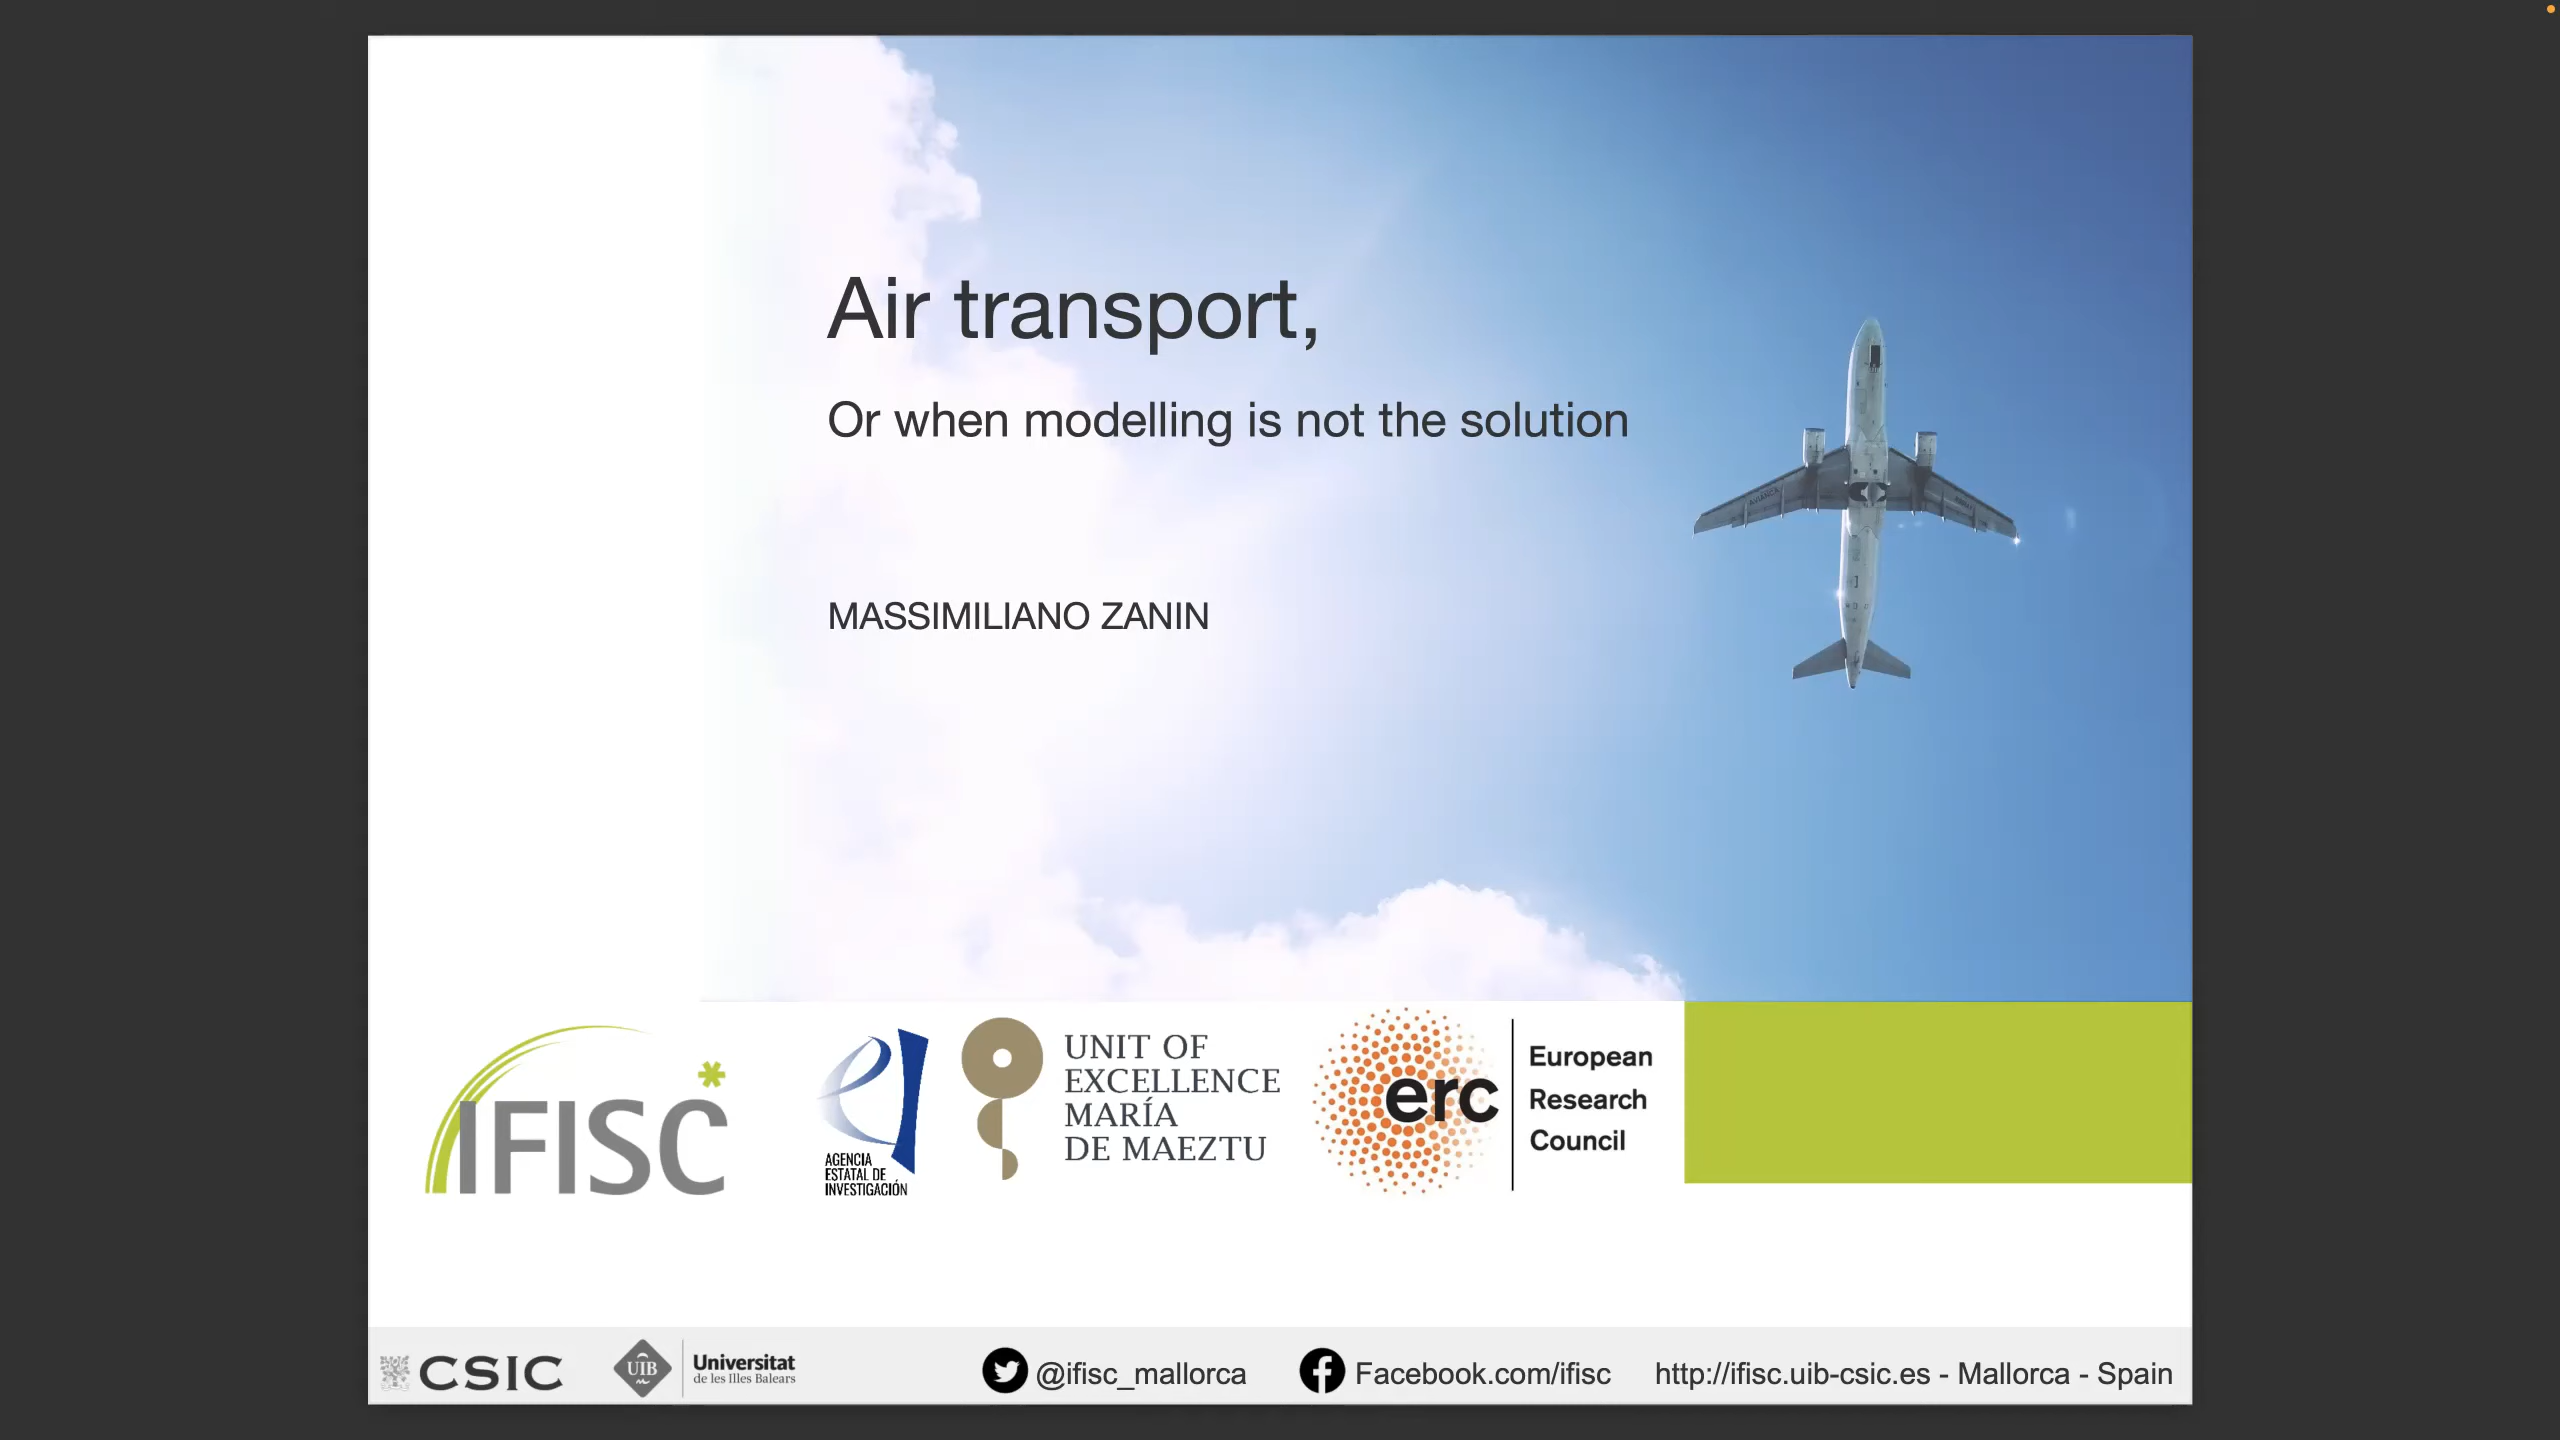 Air transport,
Or when modelling is not the solution
MASSIMILIANO ZANIN
IFISC
AGENCIA
ESTATAL DE
INVESTIGACIÓN
UNIT OF
EXCELLENCE
MARÍA
DE MAEZTU
erc
European
Research
Council
CSIC
UIB
Universitat
de les Illes Balears
@ifisc_mallorca
Facebook.com/ifisc
http://ifisc.uib-csic.es - Mallorca - Spain